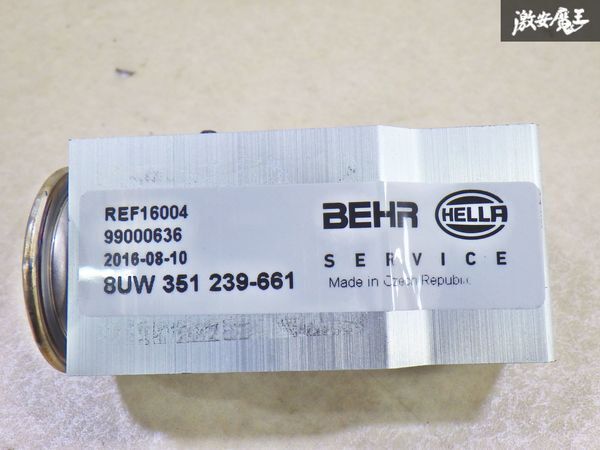 激安魔王
REF16004
99000636
2016-08-10
8UW 351 239-661
BEHR HELLA
SERVICE
Made in Czech Republic